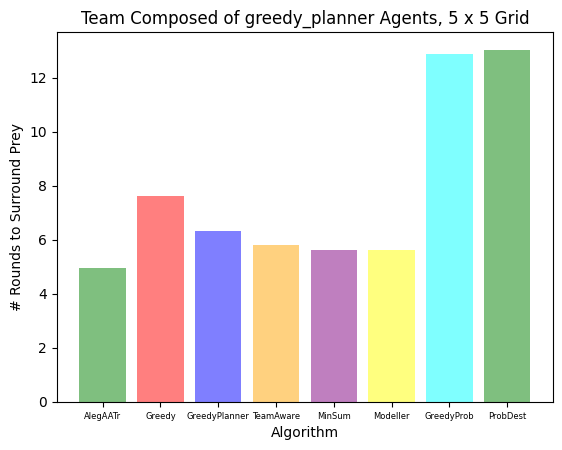 Team Composed of greedy_planner Agents, 5 x 5 Grid
# Rounds to Surround Prey
12
10
8
6
4
2
0
AlegAATr Greedy GreedyPlanner TeamAware MinSum Modeller GreedyProb ProbDest
Algorithm